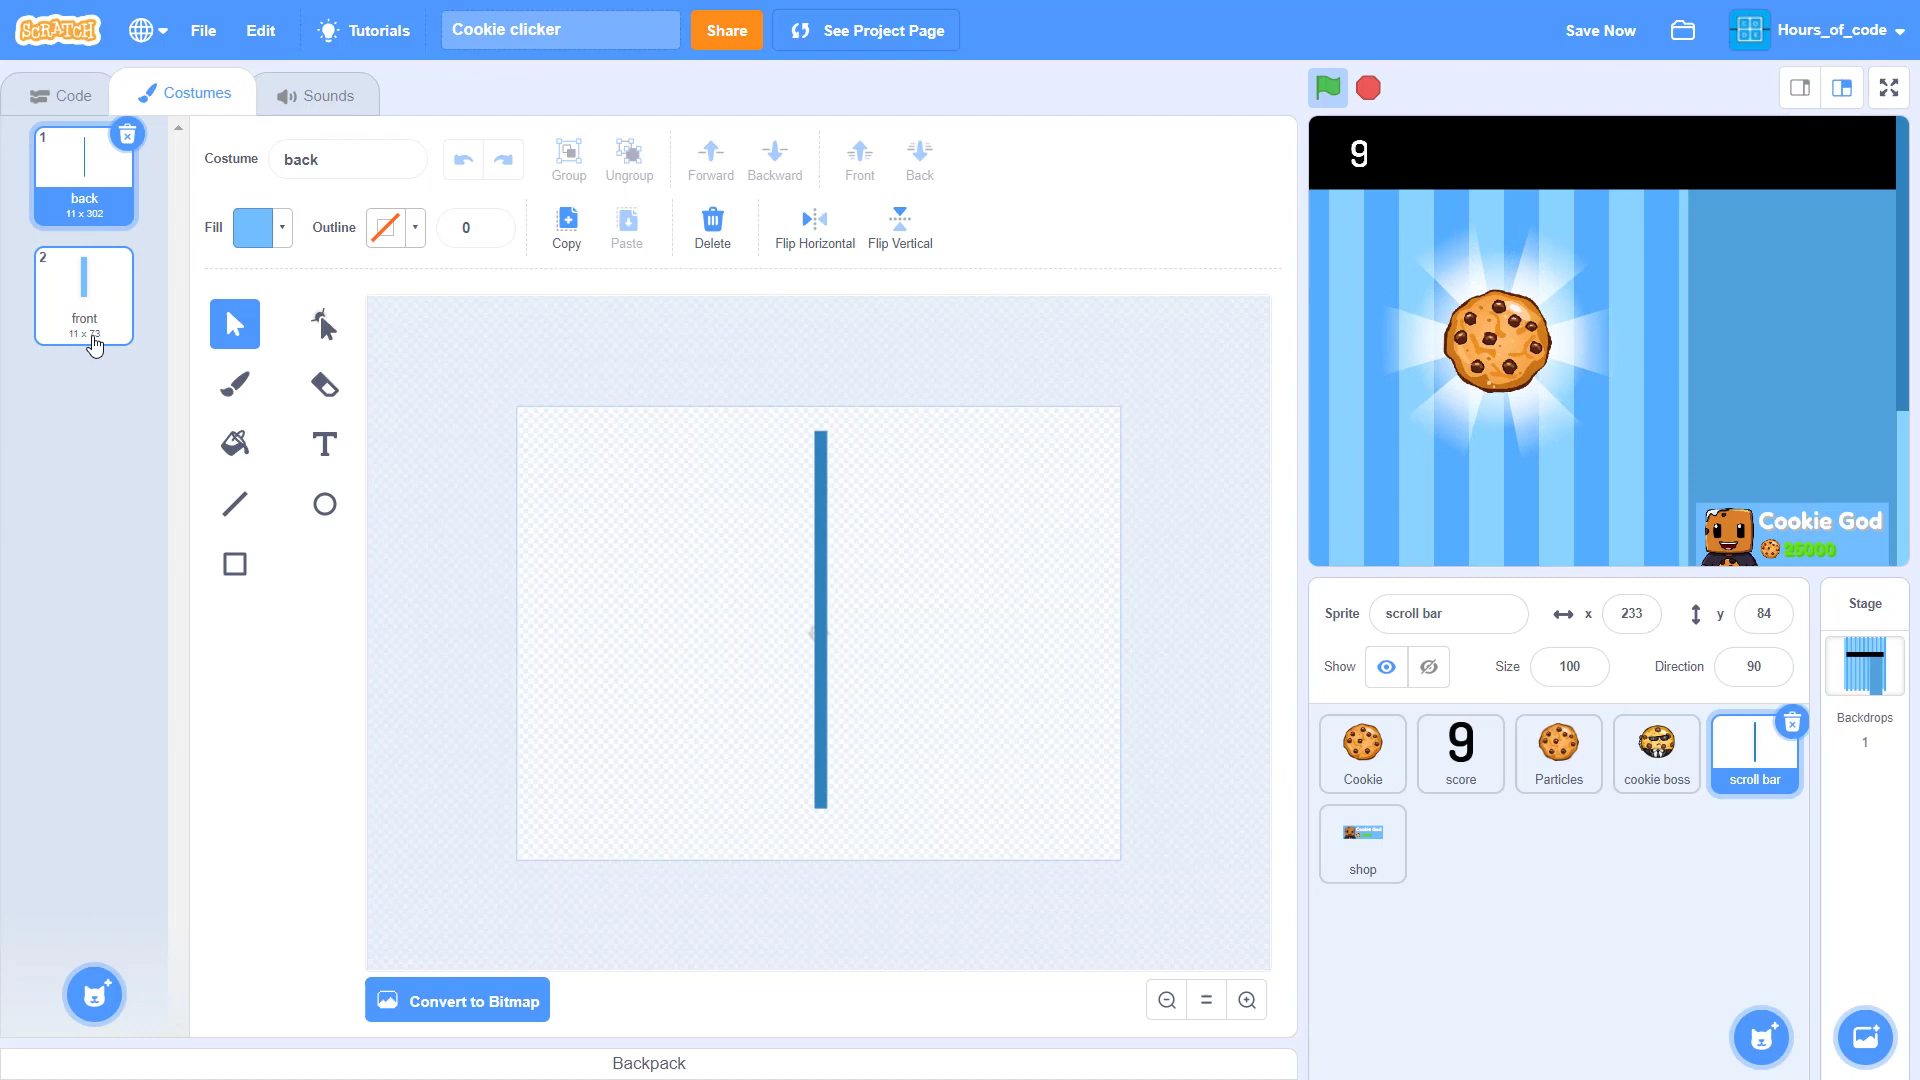 SCRATCH File Edit Tutorials Cookie clicker Share See Project Page Save Now Hours_of_code
Code Costumes Sounds
1
back
11 x 302
2
front
11 x 73
Costume back Group Ungroup Forward Backward Front Back
Fill Outline 0 Copy Paste Delete Flip Horizontal Flip Vertical
T
Convert to Bitmap
=
Backpack
9
Cookie God
25000
Sprite scroll bar x 233 y 84
Show Size 100 Direction 90
Cookie
9
score
Particles
cookie boss
scroll bar
shop
Stage
Backdrops
1